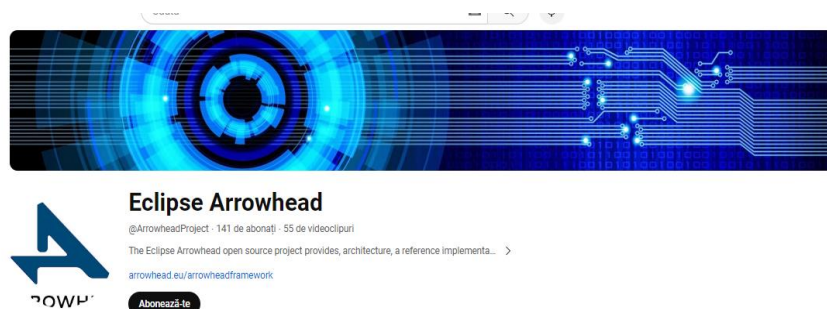 Eclipse Arrowhead
@ArrowheadProject · 141 de abonați · 55 de videoclipuri
The Eclipse Arrowhead open source project provides, architecture, a reference implementa...
arrowhead.eu/arrowheadframework
Abonează-te